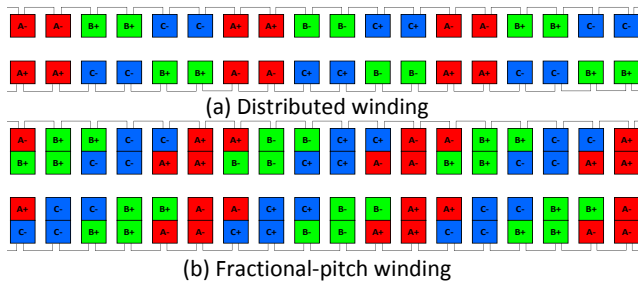 A- A- B+ B+ C- C- A+ A+ B- B- C+ C+ A- A- B+ B+ C- C-
A+ A+ C- C- B+ B+ A- A- C+ C+ B- B- A+ A+ C- C- B+ B+
(a) Distributed winding
A- B+ B+ C- C- A+ A+ B- B- C+ C+ A- A- B+ B+ C- C- A+
B+ B+ C- C- A+ A+ B- B- C+ C+ A- A- B+ B+ C- C- A+ A+
A+ C- C- B+ B+ A- A- C+ C+ B- B- A+ A+ C- C- B+ B+ A-
C- C- B+ B+ A- A- C+ C+ B- B- A+ A+ C- C- B+ B+ A- A-
(b) Fractional-pitch winding